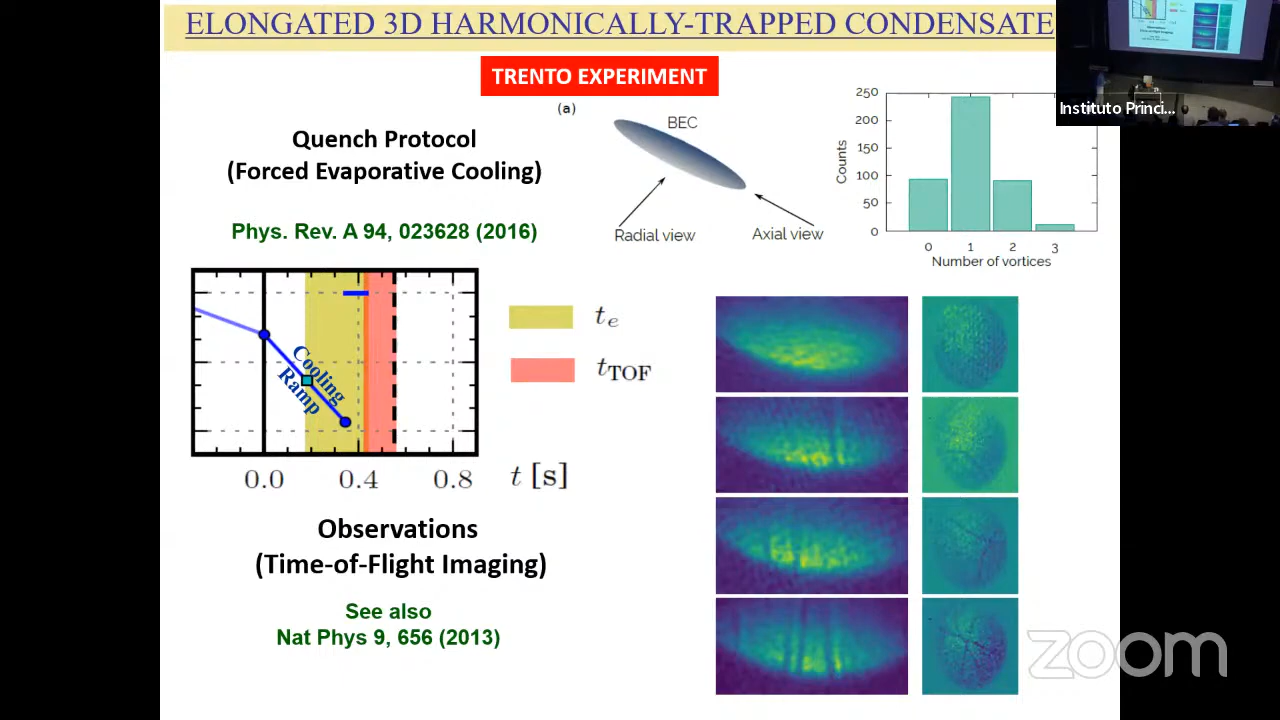 ELONGATED 3D HARMONICALLY-TRAPPED CONDENSATE
TRENTO EXPERIMENT
Instituto Princi...
(a)
BEC
Radial view
Axial view
Quench Protocol
(Forced Evaporative Cooling)
Phys. Rev. A 94, 023628 (2016)
250
200
150
100
50
0
Counts
0 1 2 3
Number of vortices
Cooling
Ramp
t_e
t_TOF
0.0 0.4 0.8 t [s]
Observations
(Time-of-Flight Imaging)
See also
Nat Phys 9, 656 (2013)
zoom